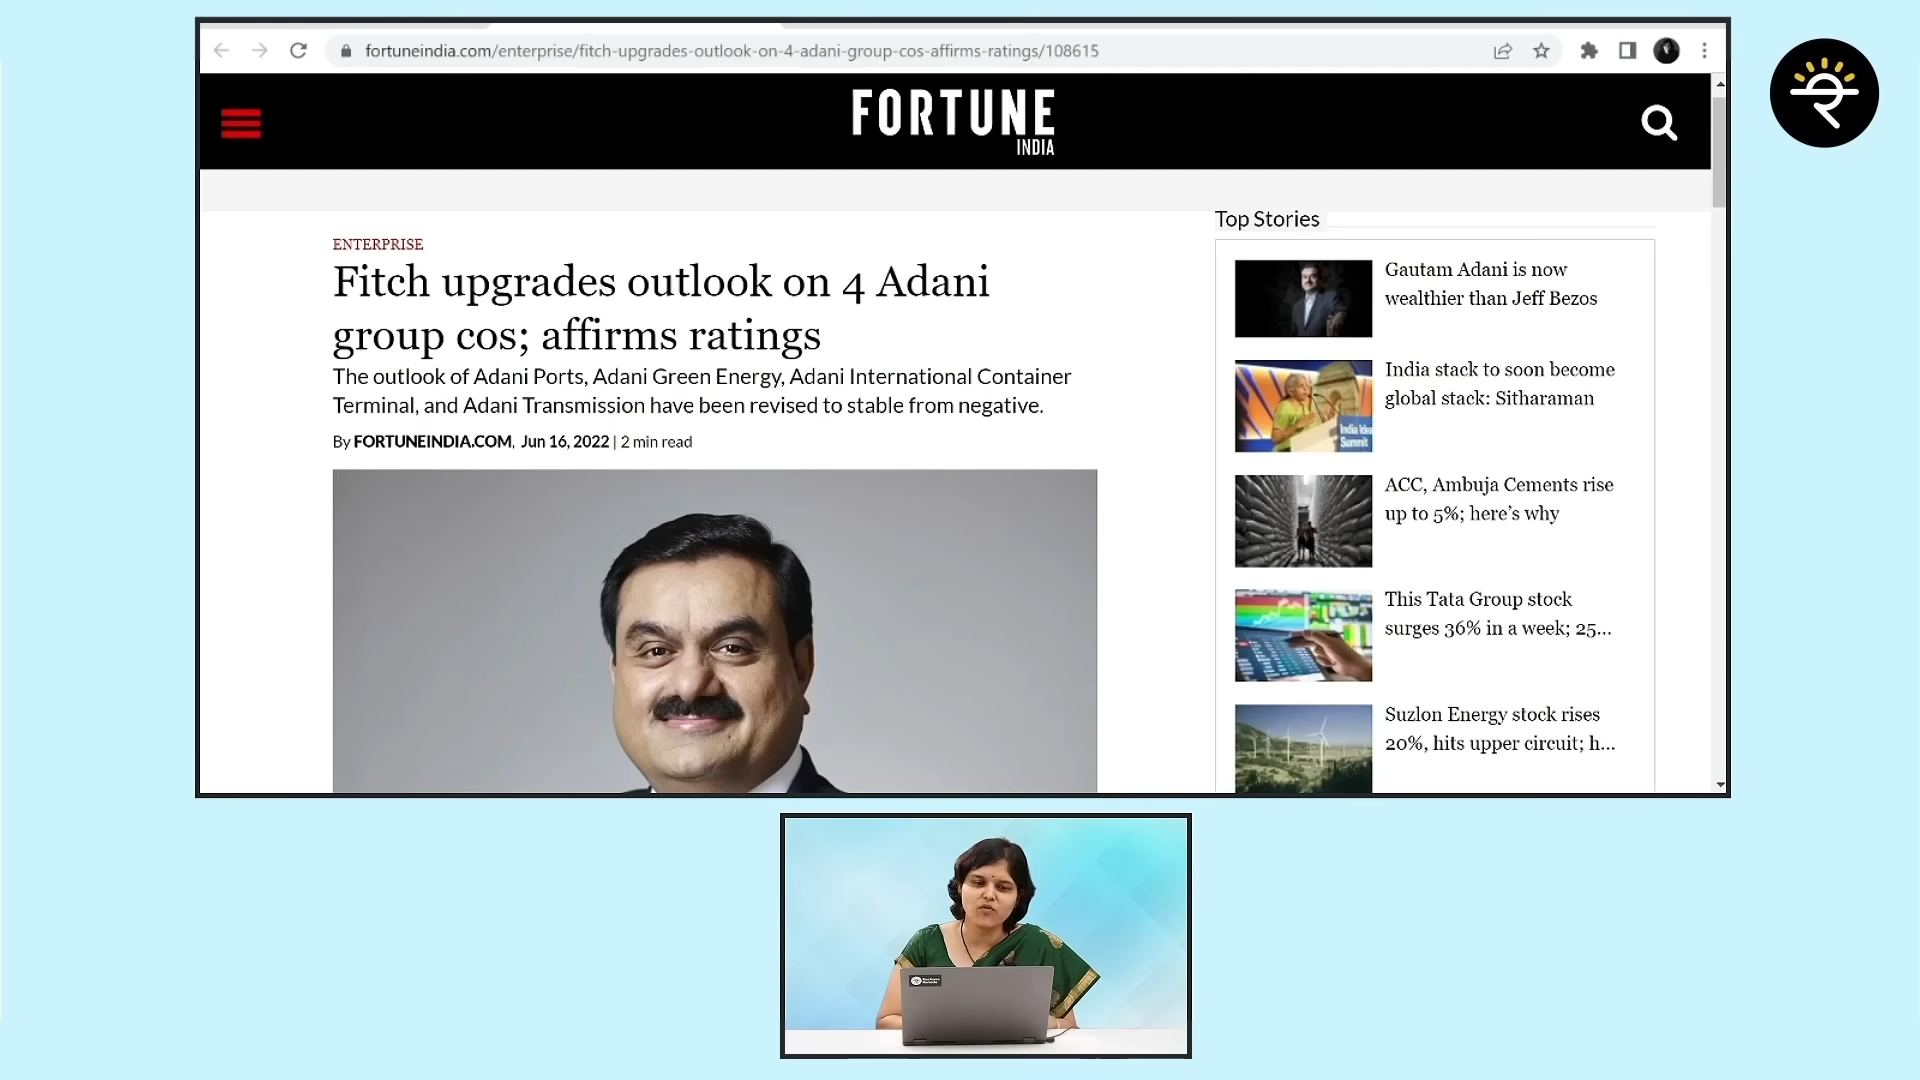 fortuneindia.com/enterprise/fitch-upgrades-outlook-on-4-adani-group-cos-affirms-ratings/108615
FORTUNE
INDIA
ENTERPRISE
Fitch upgrades outlook on 4 Adani
group cos; affirms ratings
The outlook of Adani Ports, Adani Green Energy, Adani International Container
Terminal, and Adani Transmission have been revised to stable from negative.
By FORTUNEINDIA.COM, Jun 16, 2022 | 2 min read
Top Stories
Gautam Adani is now
wealthier than Jeff Bezos
India stack to soon become
global stack: Sitharaman
India Idea
Summit
ACC, Ambuja Cements rise
up to 5%; here’s why
This Tata Group stock
surges 36% in a week; 25...
Suzlon Energy stock rises
20%, hits upper circuit; h...